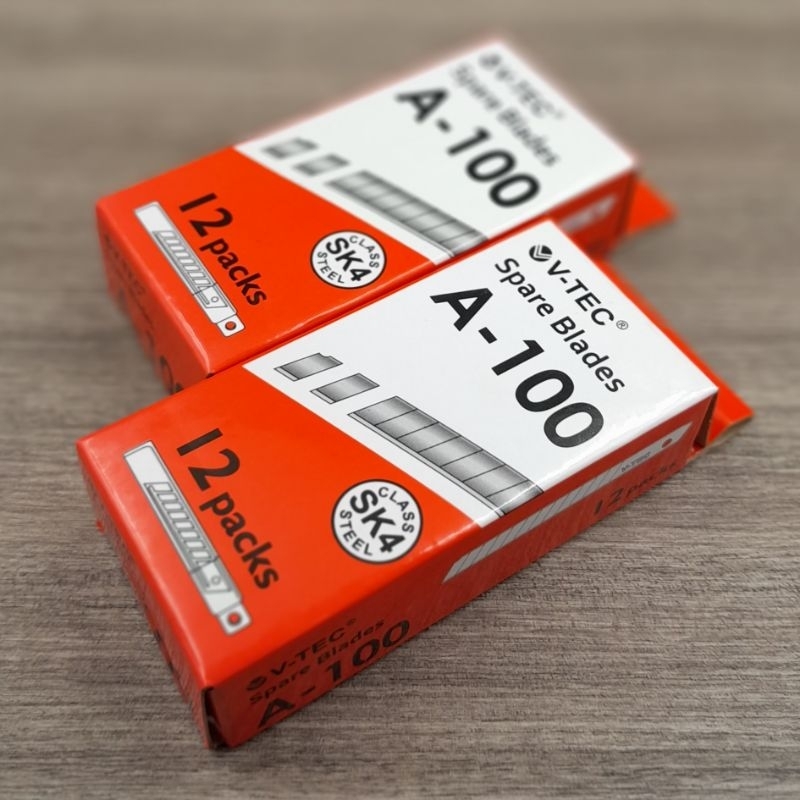 V-TEC®
Spare Blades
A-100
12 packs
CLASS
SK4
STEEL
V-TEC®
Spare Blades
A-100
12 packs
CLASS
SK4
STEEL
V-TEC
12 packs
V-TEC®
Spare Blades
A-100